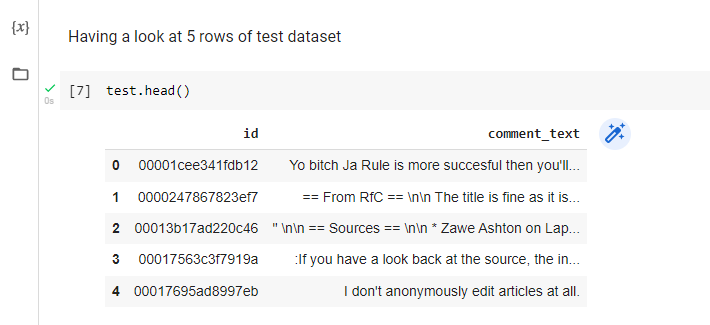 {x}
Having a look at 5 rows of test dataset
[7] test.head()
0s
id comment_text
0 00001cee341fdb12 Yo bitch Ja Rule is more succesful then you'll...
1 0000247867823ef7 == From RfC == \n\n The title is fine as it is...
2 00013b17ad220c46 " \n\n == Sources == \n\n * Zawe Ashton on Lap...
3 00017563c3f7919a :If you have a look back at the source, the in...
4 00017695ad8997eb I don't anonymously edit articles at all.